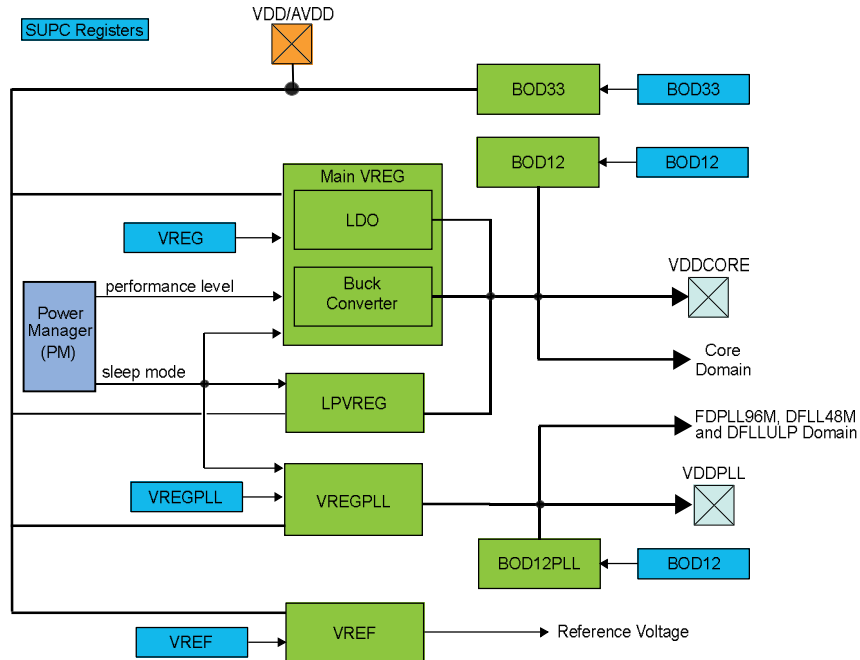 VDD/AVDD
SUPC Registers
BOD33
BOD33
BOD12
BOD12
Main VREG
LDO
VREG
VDDCORE
Buck
Converter
performance level
Power
Manager
(PM)
Core
Domain
sleep mode
LPVREG
FDPLL96M, DFLL48M
and DFLLULP Domain
VDDPLL
VREGPLL
VREGPLL
BOD12PLL
BOD12
VREF
VREF
Reference Voltage